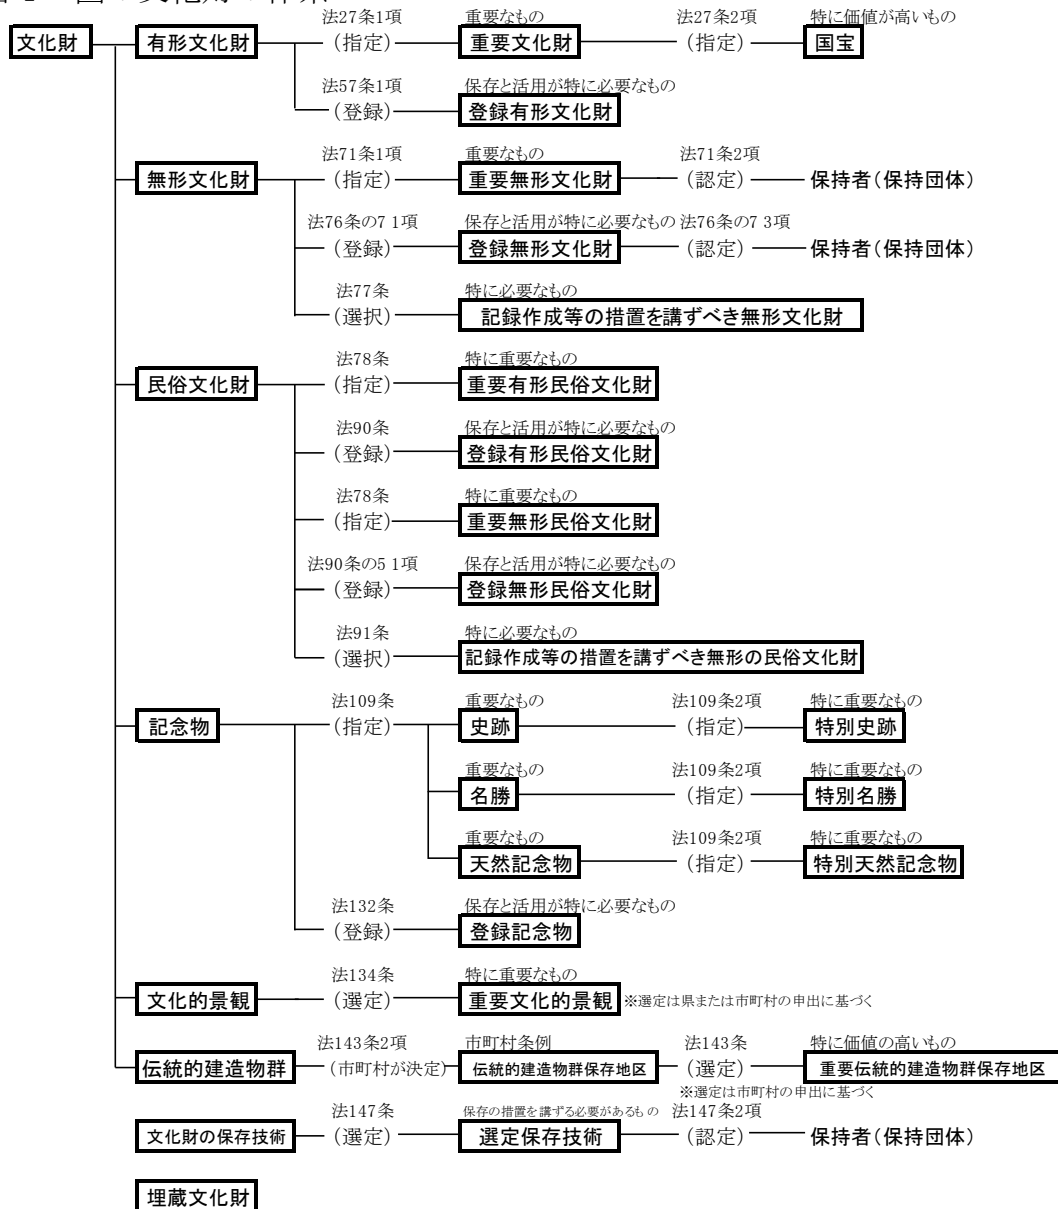 法27条1項 重要なもの 法27条2項 特に価値が高いもの
文化財 有形文化財 (指定) 重要文化財 (指定) 国宝
法57条1項 保存と活用が特に必要なもの
(登録) 登録有形文化財
法71条1項 重要なもの 法71条2項
無形文化財 (指定) 重要無形文化財 (認定) 保持者(保持団体)
法76条の7 1項 保存と活用が特に必要なもの 法76条の7 3項
(登録) 登録無形文化財 (認定) 保持者(保持団体)
法77条 特に必要なもの
(選択) 記録作成等の措置を講ずべき無形文化財
法78条 特に重要なもの
民俗文化財 (指定) 重要有形民俗文化財
法90条 保存と活用が特に必要なもの
(登録) 登録有形民俗文化財
法78条 特に重要なもの
(指定) 重要無形民俗文化財
法90条の5 1項 保存と活用が特に必要なもの
(登録) 登録無形民俗文化財
法91条 特に必要なもの
(選択) 記録作成等の措置を講ずべき無形の民俗文化財
法109条 重要なもの 法109条2項 特に重要なもの
記念物 (指定) 史跡 (指定) 特別史跡
重要なもの 法109条2項 特に重要なもの
名勝 (指定) 特別名勝
重要なもの 法109条2項 特に重要なもの
天然記念物 (指定) 特別天然記念物
法132条 保存と活用が特に必要なもの
(登録) 登録記念物
法134条 特に重要なもの
文化的景観 (選定) 重要文化的景観 ※選定は県または市町村の申出に基づく
法143条2項 市町村条例 法143条 特に価値の高いもの
伝統的建造物群 (市町村が決定) 伝統的建造物群保存地区 (選定) 重要伝統的建造物群保存地区
※選定は市町村の申出に基づく
法147条 保存の措置を講ずる必要があるもの 法147条2項
文化財の保存技術 (選定) 選定保存技術 (認定) 保持者(保持団体)
埋蔵文化財